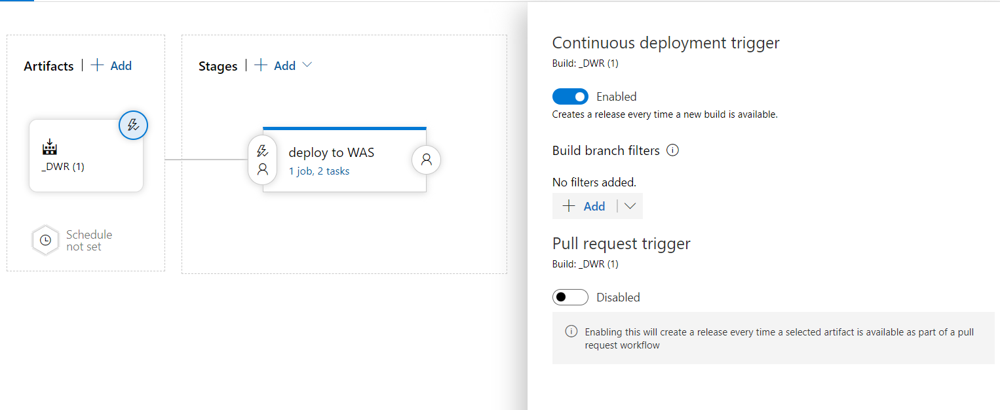 Artifacts | + Add
_DWR (1)
Schedule
not set
Stages | + Add
deploy to WAS
1 job, 2 tasks
Continuous deployment trigger
Build: _DWR (1)
Enabled
Creates a release every time a new build is available.
Build branch filters
No filters added.
+ Add
Pull request trigger
Build: _DWR (1)
Disabled
Enabling this will create a release every time a selected artifact is available as part of a pull
request workflow